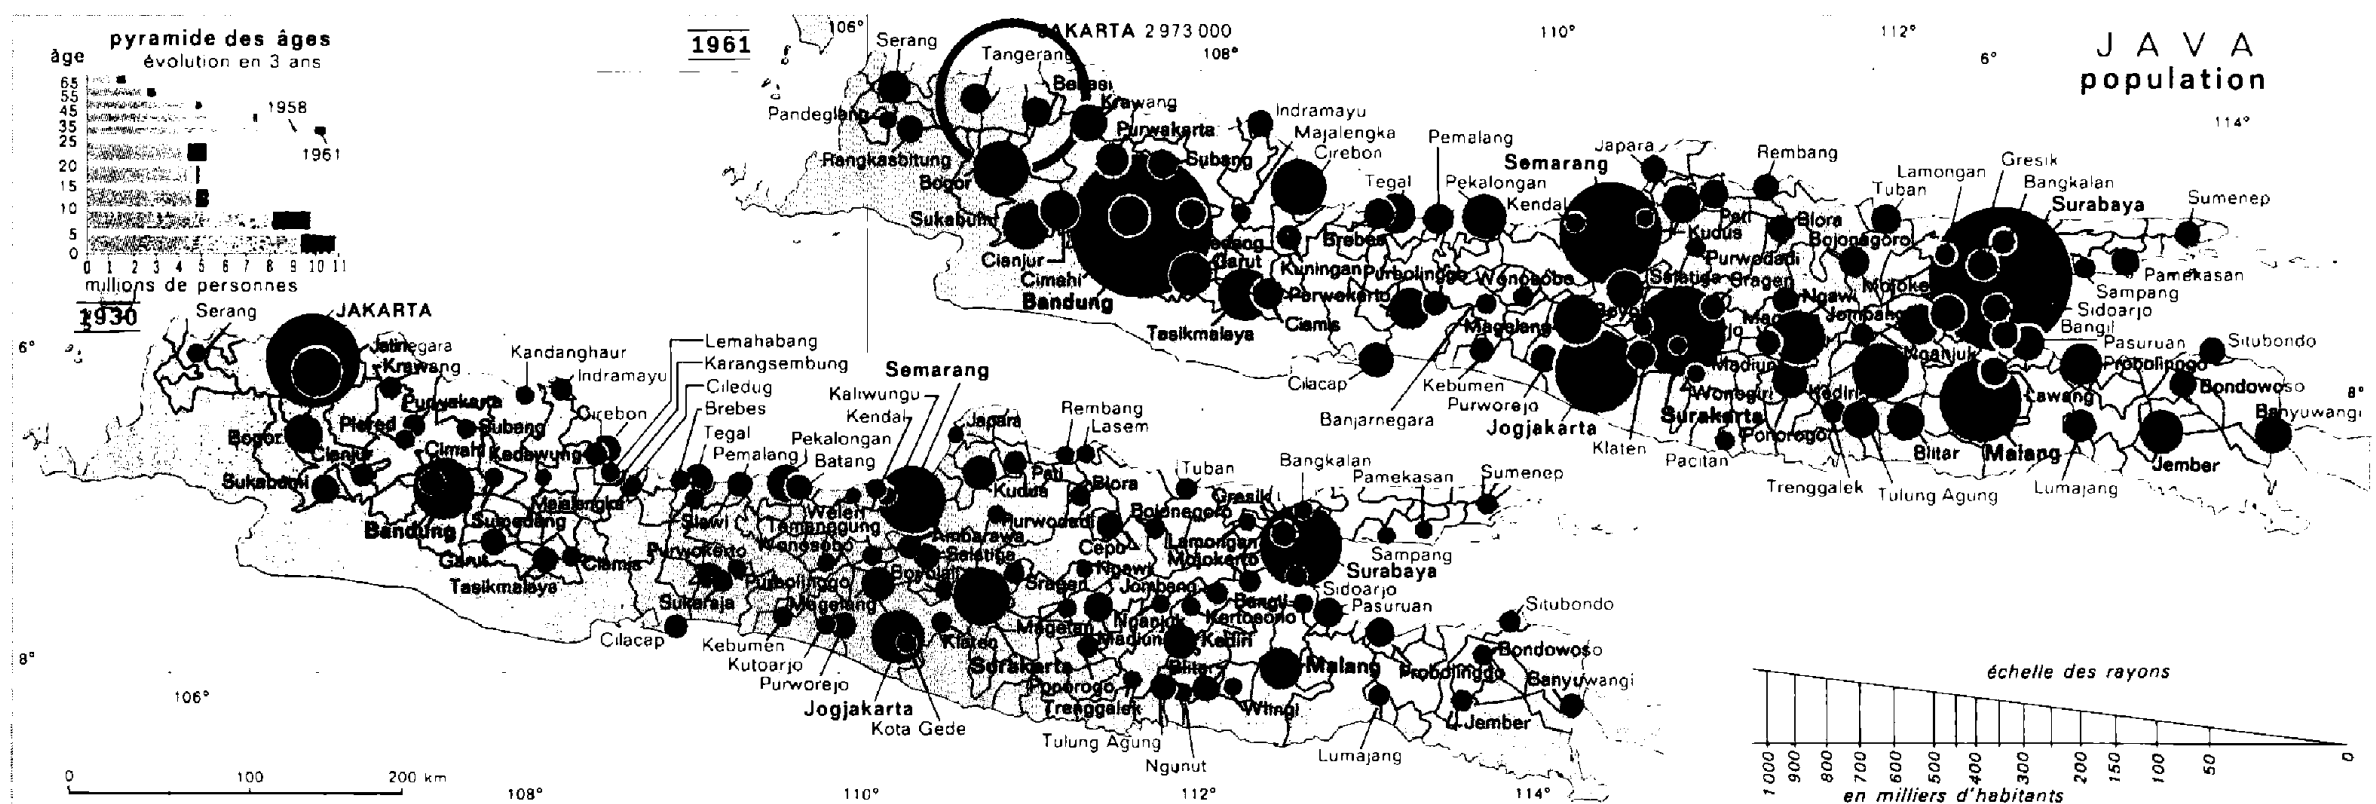 JAVA
population
pyramide des âges
évolution en 3 ans
âge
65
55
45
35
25
20
15
10
5
0
1958
1961
0 1 2 3 4 5 6 7 8 9 10 11
millions de personnes
1961
106°
108°
110°
112°
114°
6°
8°
JAKARTA 2 973 000
Serang
Tangerang
Bekasi
Krawang
Pandeglang
Rangkasbitung
Purwakarta
Subang
Bogor
Sukabumi
Cianjur
Cimahi
Bandung
Garut
Tasikmalaya
Ciamis
Indramayu
Majalengka
Cirebon
Kuningan
Brebes
Tegal
Pemalang
Pekalongan
Kendal
Semarang
Japara
Rembang
Pati
Kudus
Purwodadi
Blora
Bojonegoro
Tuban
Lamongan
Gresik
Bangkalan
Surabaya
Sumenep
Pamekasan
Sampang
Sidoarjo
Bangil
Pasuruan
Situbondo
Probolinggo
Bondowoso
Banyuwangi
Purbolinggo
Wonosobo
Salatiga
Sragen
Ngawi
Jombang
Purwokerto
Magelang
Cilacap
Kebumen
Banjarnegara
Purworejo
Jogjakarta
Klaten
Surakarta
Wonogiri
Madiun
Nganjuk
Kediri
Ponorogo
Pacitan
Trenggalek
Tulung Agung
Blitar
Malang
Lawang
Lumajang
Jember
1930
6°
8°
106°
108°
110°
112°
114°
Serang
JAKARTA
Jatinegara
Krawang
Purwakarta
Plered
Bogor
Cianjur
Sukabumi
Cimahi
Subang
Kedawung
Bandung
Sumedang
Majalengka
Garut
Tasikmalaya
Ciamis
Kandanghaur
Indramayu
Cirebon
Lemahabang
Karangsembung
Ciledug
Brebes
Tegal
Pemalang
Slawi
Pekalongan
Batang
Kaliwungu
Kendal
Semarang
Weleri
Temanggung
Wonosobo
Purwokerto
Purbolinggo
Sukaraja
Cilacap
Kebumen
Kutoarjo
Purworejo
Magelang
Ambarawa
Salatiga
Boyolali
Jogjakarta
Kota Gede
Klaten
Surakarta
Sragen
Japara
Kudus
Pati
Rembang
Lasem
Blora
Purwodadi
Cepu
Bojonegoro
Tuban
Ngawi
Magetan
Madiun
Ponorogo
Trenggalek
Tulung Agung
Ngunut
Blitar
Wlingi
Kediri
Nganjuk
Kertosono
Jombang
Mojokerto
Lamongan
Gresik
Bangkalan
Pamekasan
Sumenep
Sampang
Surabaya
Sidoarjo
Bangil
Pasuruan
Malang
Probolinggo
Lumajang
Jember
Bondowoso
Situbondo
Banyuwangi
0 100 200 km
échelle des rayons
1000 900 800 700 600 500 400 300 200 150 100 50 0
en milliers d'habitants